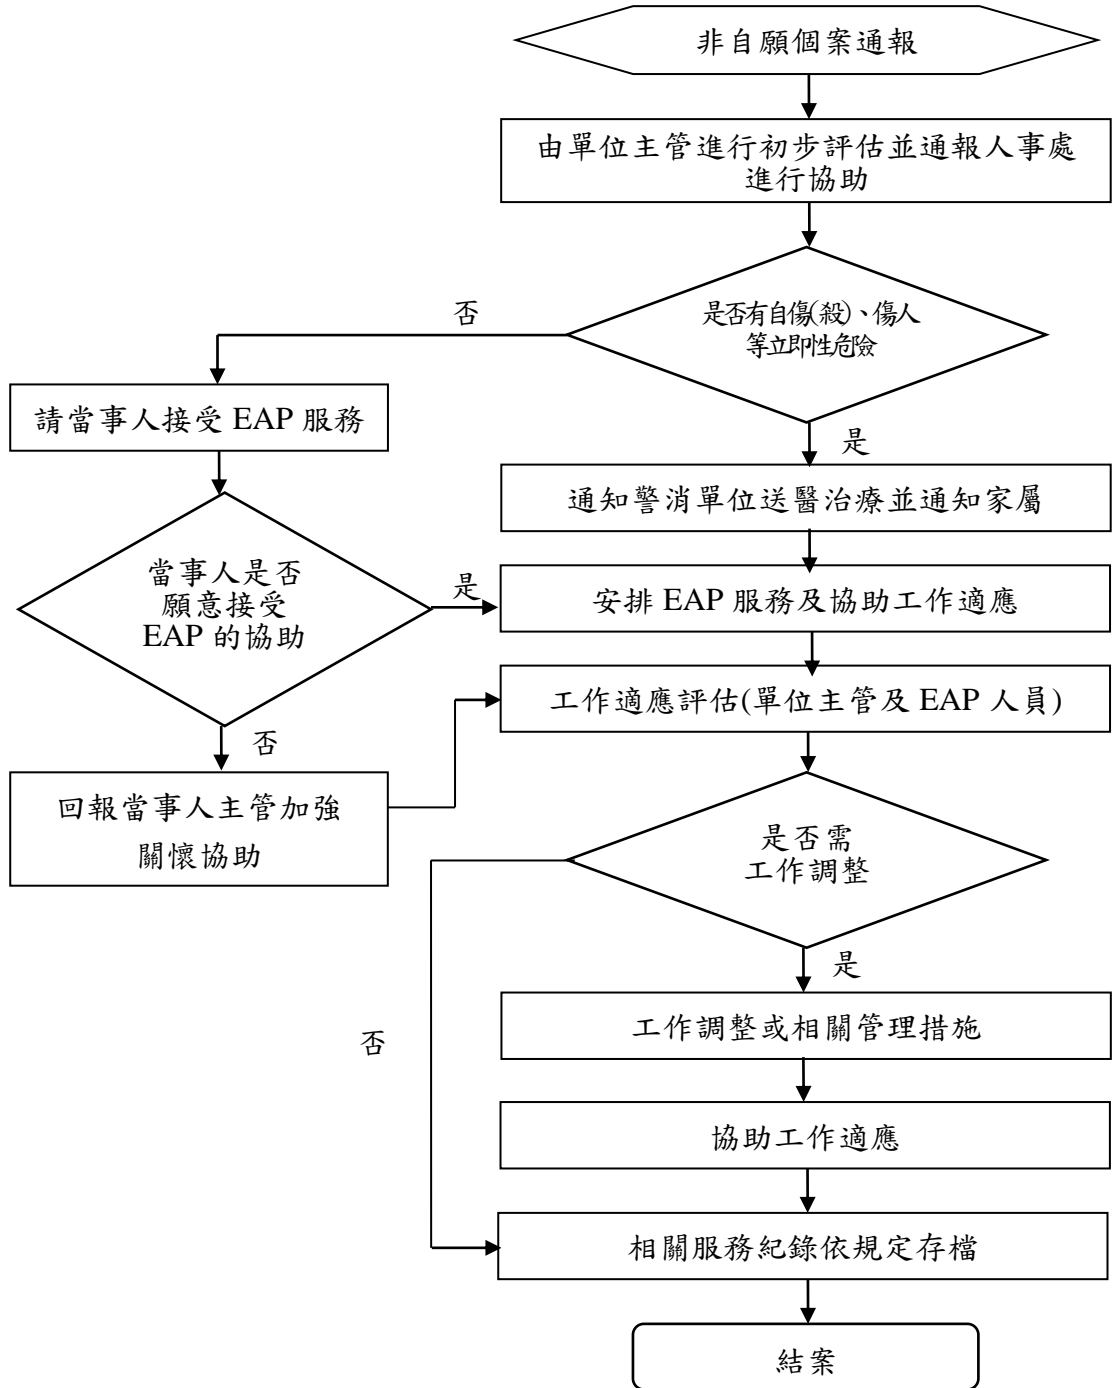 非自願個案通報
由單位主管進行初步評估並通報人事處
進行協助
是否有自傷(殺)、傷人
等立即性危險
否
是
請當事人接受 EAP 服務
通知警消單位送醫治療並通知家屬
當事人是否
願意接受
EAP 的協助
是
安排 EAP 服務及協助工作適應
工作適應評估(單位主管及 EAP 人員)
否
回報當事人主管加強
關懷協助
是否需
工作調整
是
否
工作調整或相關管理措施
協助工作適應
相關服務紀錄依規定存檔
結案